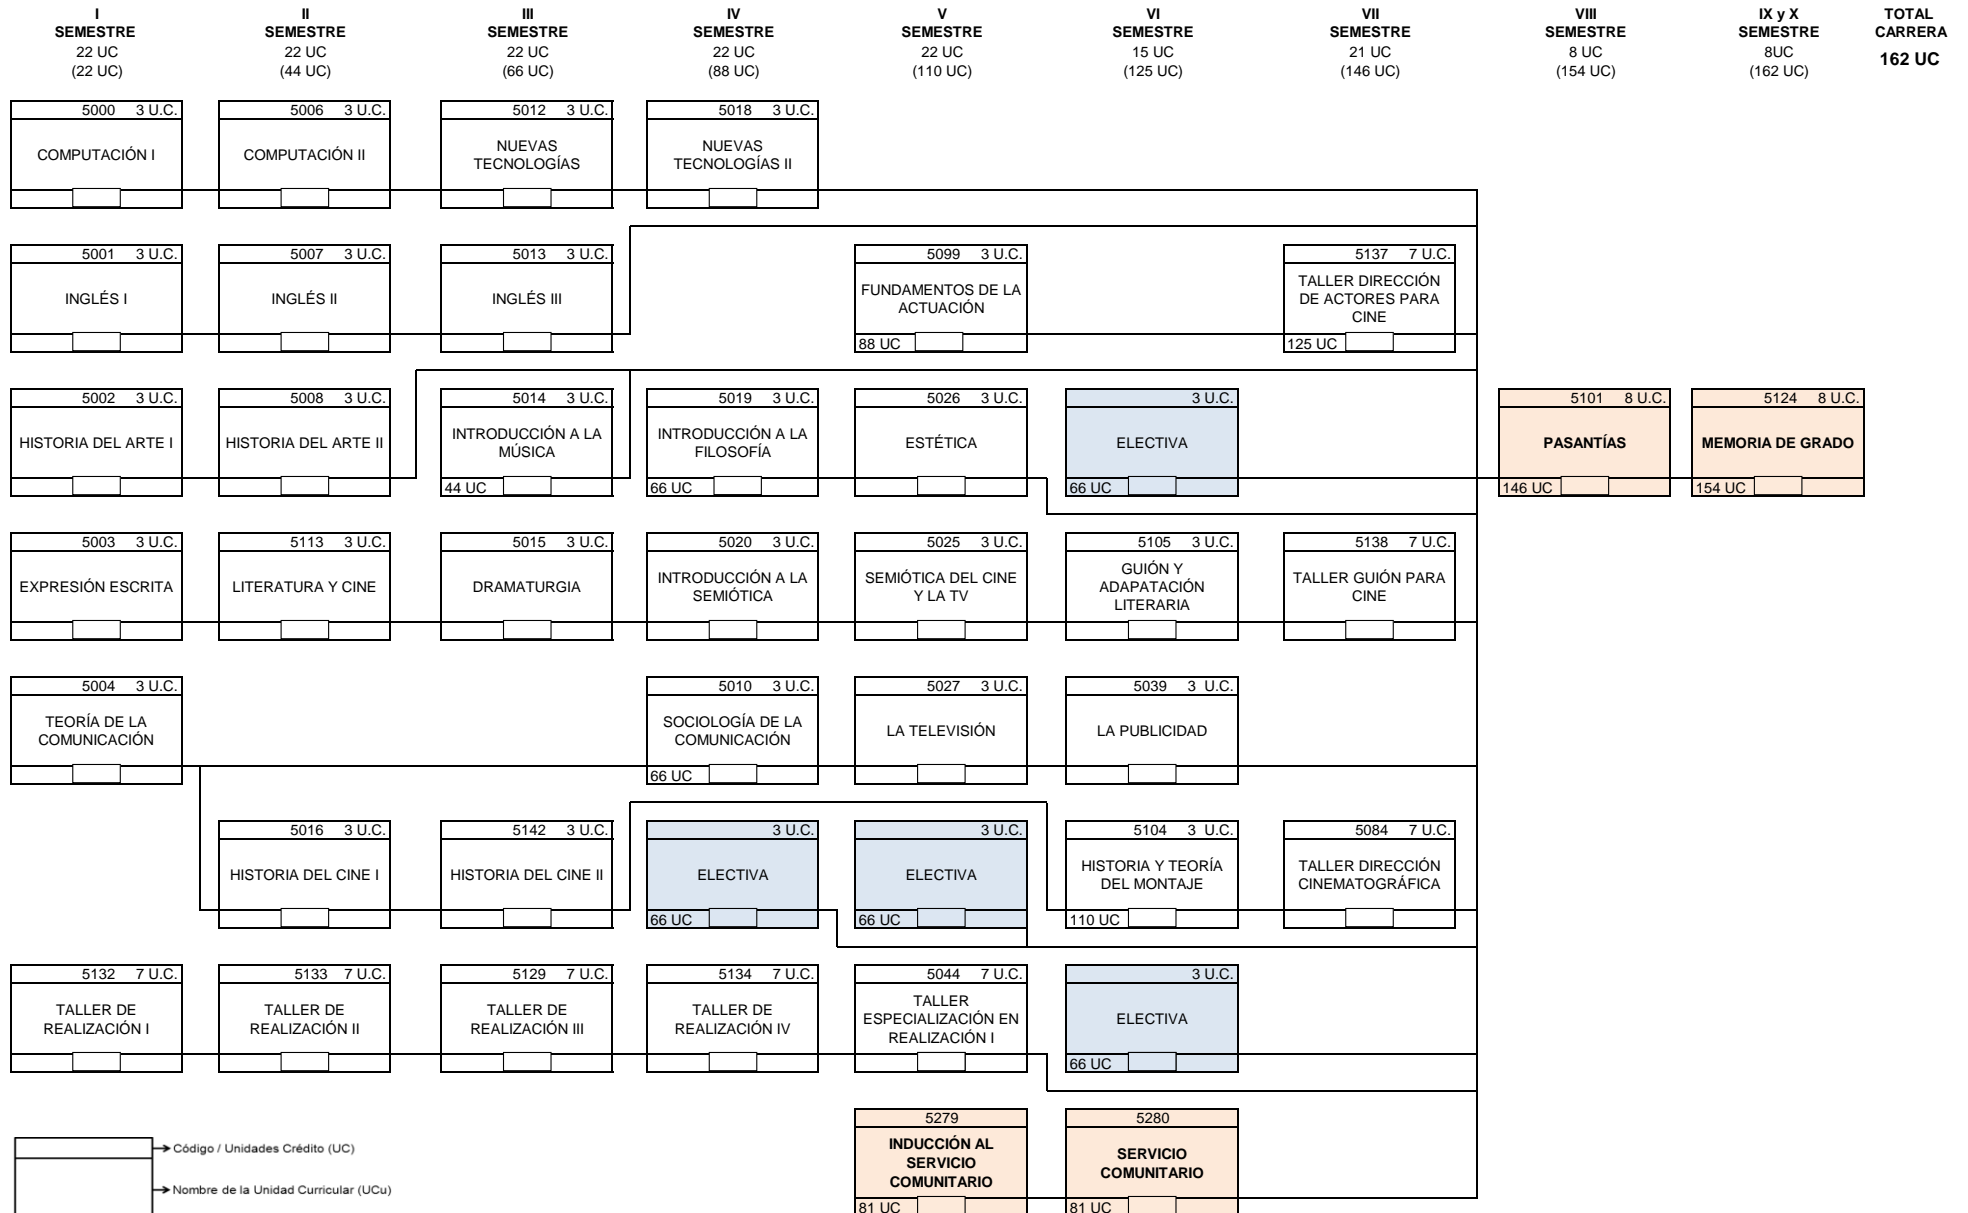 I
SEMESTRE
22 UC
(22 UC)
II
SEMESTRE
22 UC
(44 UC)
III
SEMESTRE
22 UC
(66 UC)
IV
SEMESTRE
22 UC
(88 UC)
V
SEMESTRE
22 UC
(110 UC)
VI
SEMESTRE
15 UC
(125 UC)
VII
SEMESTRE
21 UC
(146 UC)
VIII
SEMESTRE
8 UC
(154 UC)
IX y X
SEMESTRE
8UC
(162 UC)
TOTAL
CARRERA
162 UC
5000 3 U.C.
COMPUTACIÓN I
5006 3 U.C.
COMPUTACIÓN II
5012 3 U.C.
NUEVAS
TECNOLOGÍAS
5018 3 U.C.
NUEVAS
TECNOLOGÍAS II
5001 3 U.C.
INGLÉS I
5007 3 U.C.
INGLÉS II
5013 3 U.C.
INGLÉS III
5099 3 U.C.
FUNDAMENTOS DE LA
ACTUACIÓN
88 UC
5137 7 U.C.
TALLER DIRECCIÓN
DE ACTORES PARA
CINE
125 UC
5002 3 U.C.
HISTORIA DEL ARTE I
5008 3 U.C.
HISTORIA DEL ARTE II
5014 3 U.C.
INTRODUCCIÓN A LA
MÚSICA
44 UC
5019 3 U.C.
INTRODUCCIÓN A LA
FILOSOFÍA
66 UC
5026 3 U.C.
ESTÉTICA
3 U.C.
ELECTIVA
66 UC
5101 8 U.C.
PASANTÍAS
146 UC
5124 8 U.C.
MEMORIA DE GRADO
154 UC
5003 3 U.C.
EXPRESIÓN ESCRITA
5113 3 U.C.
LITERATURA Y CINE
5015 3 U.C.
DRAMATURGIA
5020 3 U.C.
INTRODUCCIÓN A LA
SEMIÓTICA
5025 3 U.C.
SEMIÓTICA DEL CINE
Y LA TV
5105 3 U.C.
GUIÓN Y
ADAPATACIÓN
LITERARIA
5138 7 U.C.
TALLER GUIÓN PARA
CINE
5004 3 U.C.
TEORÍA DE LA
COMUNICACIÓN
5010 3 U.C.
SOCIOLOGÍA DE LA
COMUNICACIÓN
66 UC
5027 3 U.C.
LA TELEVISIÓN
5039 3 U.C.
LA PUBLICIDAD
5016 3 U.C.
HISTORIA DEL CINE I
5142 3 U.C.
HISTORIA DEL CINE II
3 U.C.
ELECTIVA
66 UC
3 U.C.
ELECTIVA
66 UC
5104 3 U.C.
HISTORIA Y TEORÍA
DEL MONTAJE
110 UC
5084 7 U.C.
TALLER DIRECCIÓN
CINEMATOGRÁFICA
5132 7 U.C.
TALLER DE
REALIZACIÓN I
5133 7 U.C.
TALLER DE
REALIZACIÓN II
5129 7 U.C.
TALLER DE
REALIZACIÓN III
5134 7 U.C.
TALLER DE
REALIZACIÓN IV
5044 7 U.C.
TALLER
ESPECIALIZACIÓN EN
REALIZACIÓN I
3 U.C.
ELECTIVA
66 UC
5279
INDUCCIÓN AL
SERVICIO
COMUNITARIO
81 UC
5280
SERVICIO
COMUNITARIO
81 UC
Código / Unidades Crédito (UC)
Nombre de la Unidad Curricular (UCu)